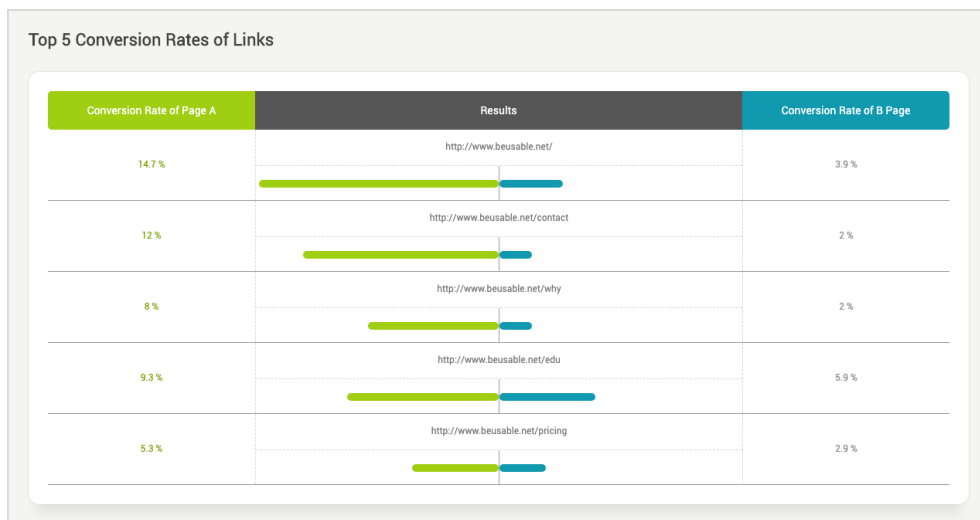 Top 5 Conversion Rates of Links
Conversion Rate of Page A
Results
Conversion Rate of B Page
14.7 %
http://www.beusable.net/
3.9 %
12 %
http://www.beusable.net/contact
2 %
8 %
http://www.beusable.net/why
2 %
9.3 %
http://www.beusable.net/edu
5.9 %
5.3 %
http://www.beusable.net/pricing
2.9 %